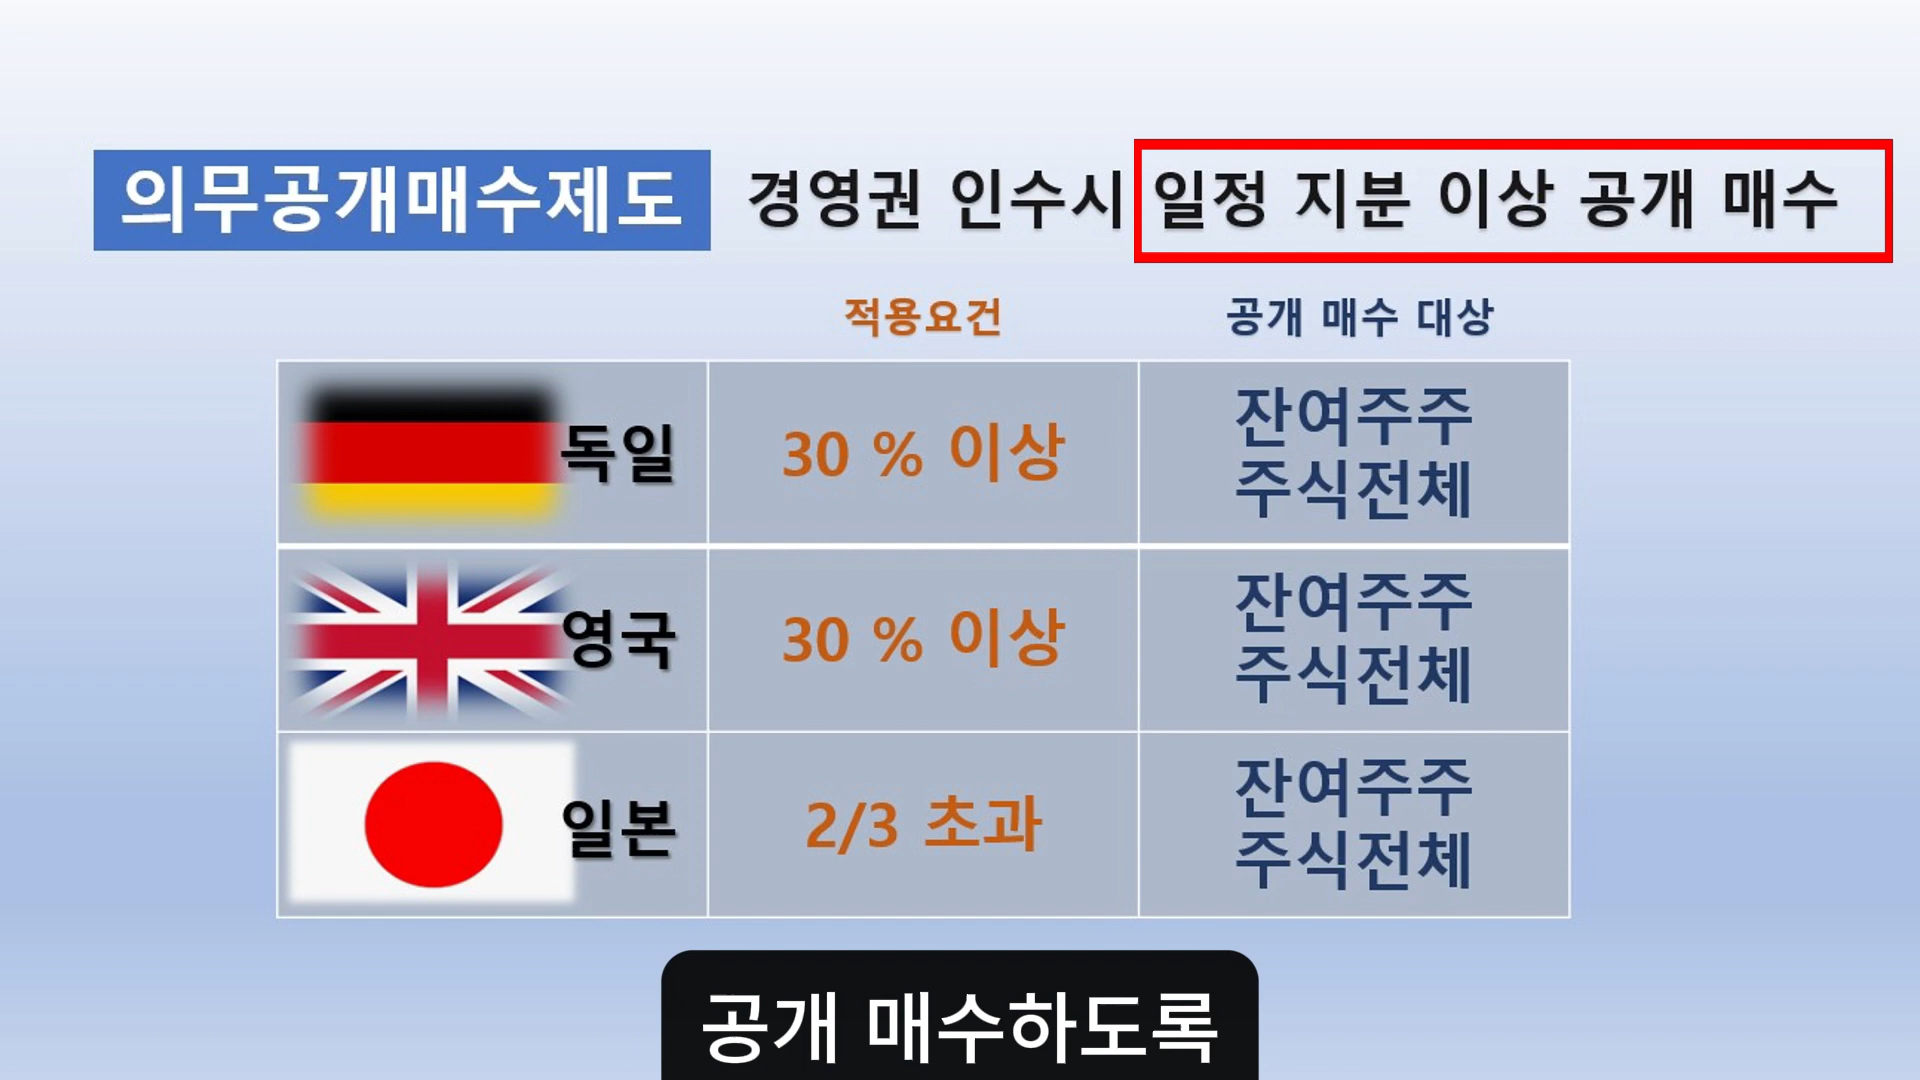 의무공개매수제도 경영권 인수시 일정 지분 이상 공개 매수
적용요건 공개 매수 대상
독일 30 % 이상 잔여주주
주식전체
영국 30 % 이상 잔여주주
주식전체
일본 2/3 초과 잔여주주
주식전체
공개 매수하도록